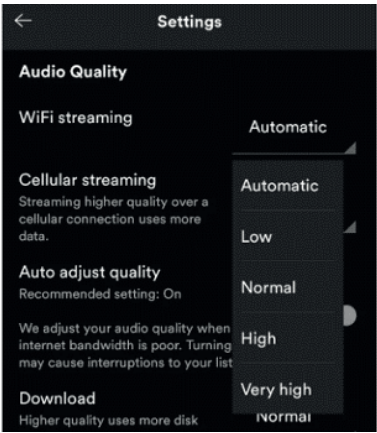 Settings
Audio Quality
WiFi streaming
Automatic
Cellular streaming
Streaming higher quality over a
cellular connection uses more
data.
Automatic
Low
Normal
High
Very high
Auto adjust quality
Recommended setting: On
We adjust your audio quality when
internet bandwidth is poor. Turning
may cause interruptions to your list
Download
Higher quality uses more disk
Normal